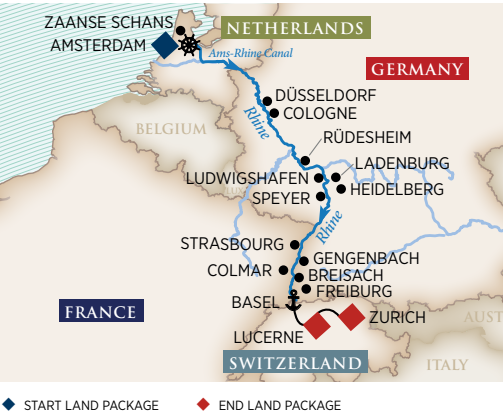 ZAANSE SCHANS
NETHERLANDS
AMSTERDAM
Ams-Rhine Canal
GERMANY
DÜSSELDORF
COLOGNE
Rhine
BELGIUM
RÜDESHEIM
LADENBURG
LUDWIGSHAFEN
HEIDELBERG
SPEYER
Rhine
STRASBOURG
GENGENBACH
COLMAR
BREISACH
FREIBURG
BASEL
FRANCE
ZURICH
LUCERNE
SWITZERLAND
AUST
ITALY
START LAND PACKAGE
END LAND PACKAGE